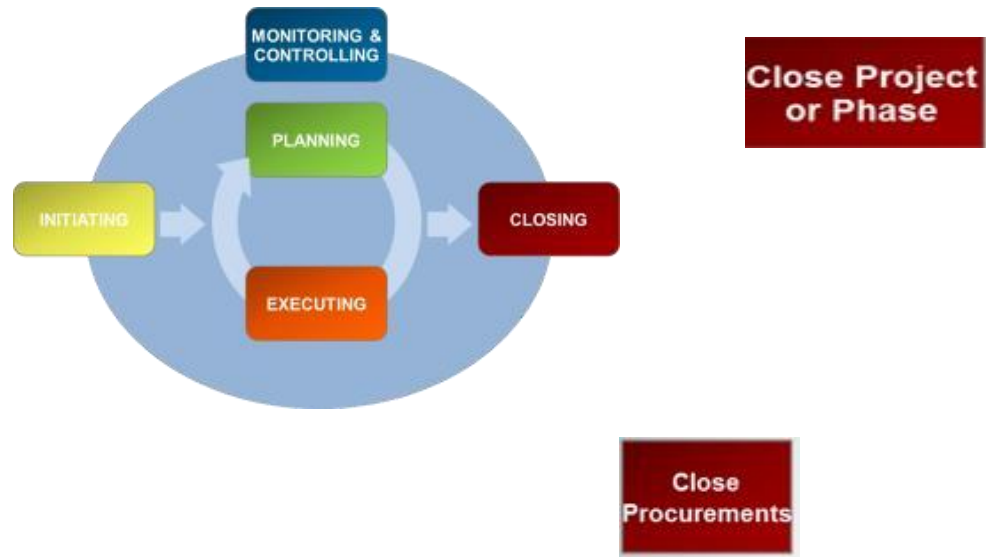 MONITORING &
CONTROLLING
Close Project
or Phase
PLANNING
INITIATING
CLOSING
EXECUTING
Close
Procurements